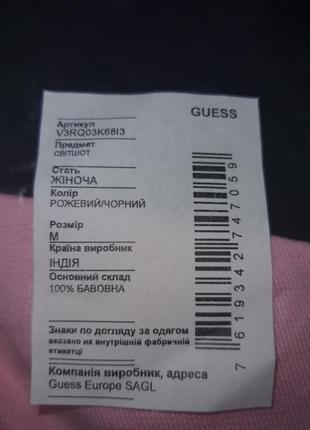 GUESS
Артикул
V3RQ03K68I3
Предмет
світшот
Стать
ЖІНОЧА
Колір
РОЖЕВИЙ/ЧОРНИЙ
Розмір
M
Країна виробник
ІНДІЯ
Основний склад
100% БАВОВНА
Знаки по догляду за одягом
вказано на внутрішній фабричній
етикетці
Компанія виробник, адреса
Guess Europe SAGL
7619342747059